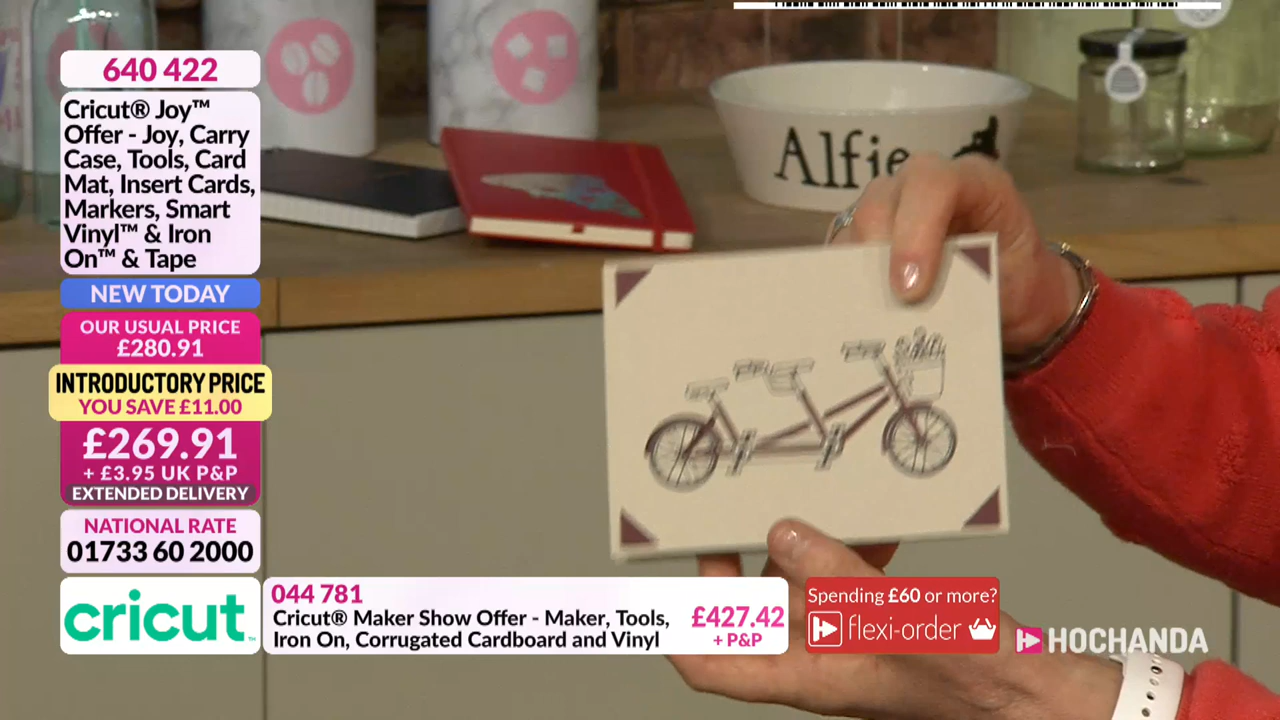 640 422
Cricut® Joy™
Offer - Joy, Carry
Case, Tools, Card
Mat, Insert Cards,
Markers, Smart
Vinyl™ & Iron
On™ & Tape
NEW TODAY
OUR USUAL PRICE
£280.91
INTRODUCTORY PRICE
YOU SAVE £11.00
£269.91
+ £3.95 UK P&P
EXTENDED DELIVERY
NATIONAL RATE
01733 60 2000
Alfie
cricut™
044 781
Cricut® Maker Show Offer - Maker, Tools,
Iron On, Corrugated Cardboard and Vinyl
£427.42
+ P&P
Spending £60 or more?
flexi-order
HOCHANDA